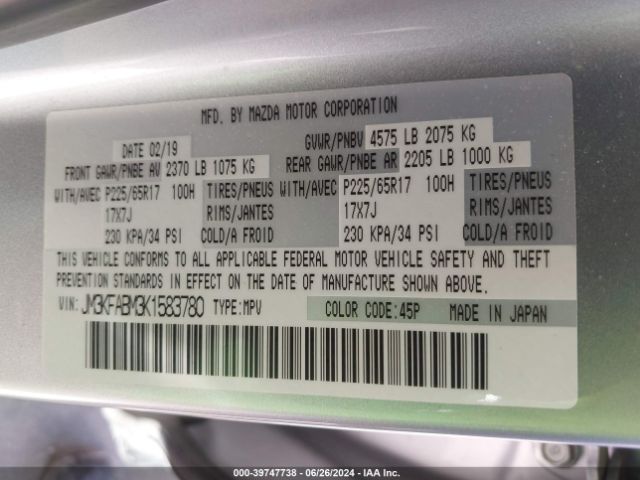 MFD. BY MAZDA MOTOR CORPORATION
DATE 02/19 GVWR/PNBV 4575 LB 2075 KG
FRONT GAWR/PNBE AV 2370 LB 1075 KG REAR GAWR/PNBE AR 2205 LB 1000 KG
WITH/AVEC P225/65R17 100H TIRES/PNEUS WITH/AVEC P225/65R17 100H TIRES/PNEUS
17X7J RIMS/JANTES 17X7J RIMS/JANTES
230 KPA/34 PSI COLD/A FROID 230 KPA/34 PSI COLD/A FROID
THIS VEHICLE CONFORMS TO ALL APPLICABLE FEDERAL MOTOR VEHICLE SAFETY AND THEFT
PREVENTION STANDARDS IN EFFECT ON THE DATE OF MANUFACTURE SHOWN ABOVE.
VIN: JM3KFABM3K1583780 TYPE:MPV COLOR CODE:45P MADE IN JAPAN
000-39747738 - 06/26/2024 - IAA Inc.